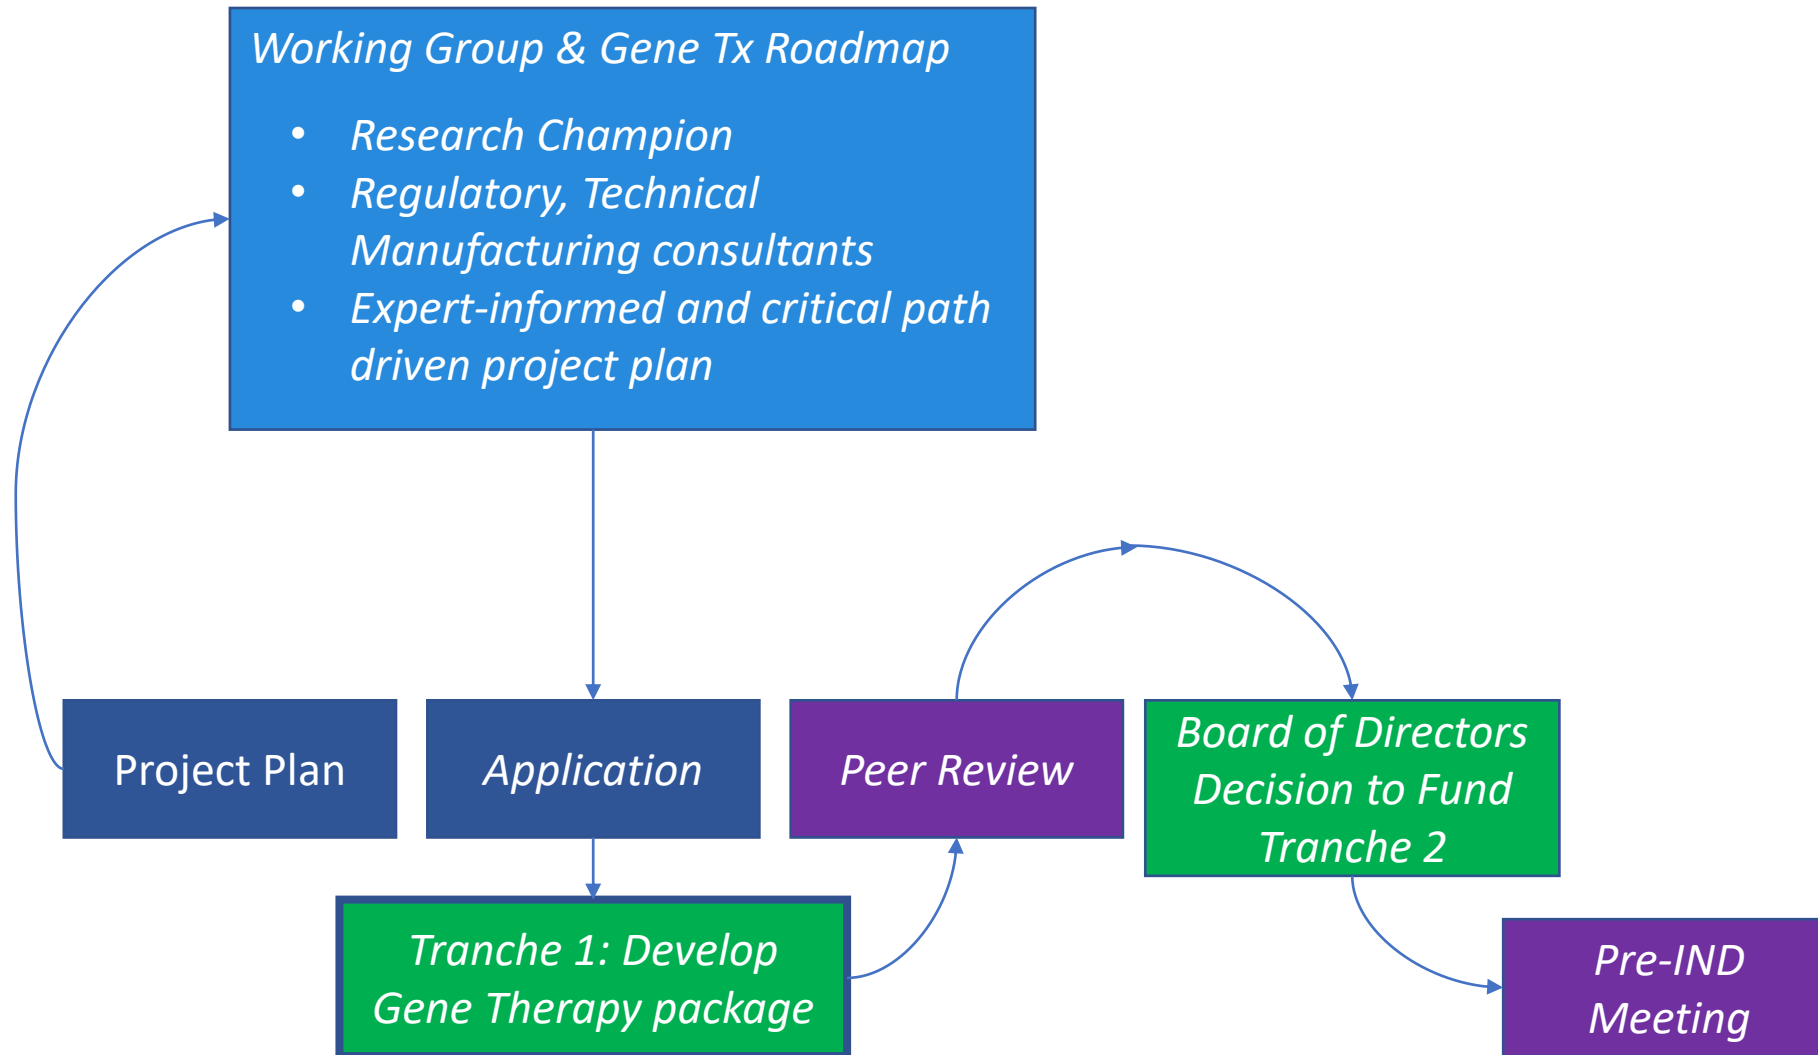 Working Group & Gene Tx Roadmap
• Research Champion
• Regulatory, Technical
Manufacturing consultants
• Expert-informed and critical path
driven project plan
Project Plan
Application
Peer Review
Board of Directors
Decision to Fund
Tranche 2
Tranche 1: Develop
Gene Therapy package
Pre-IND
Meeting